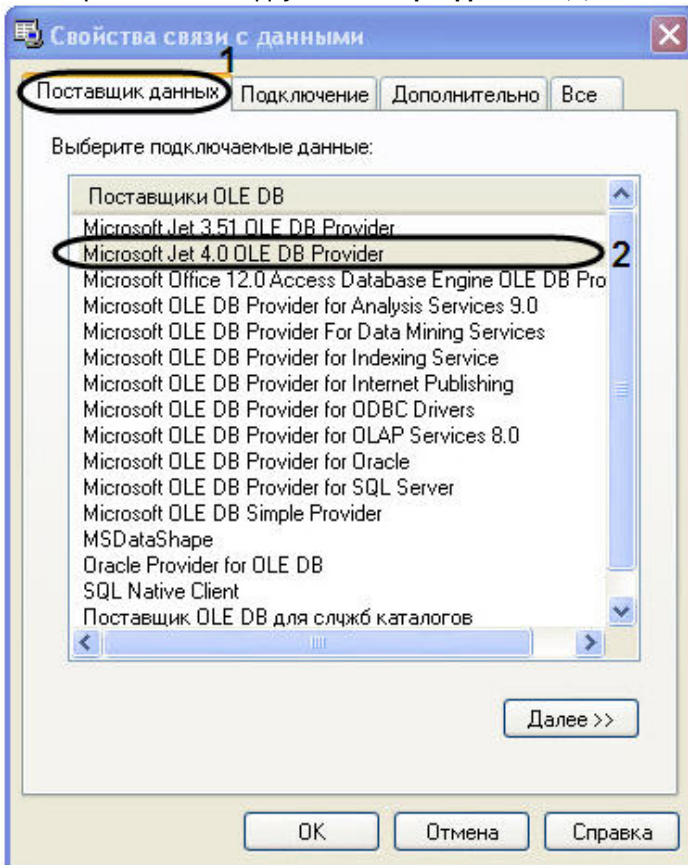 Свойства связи с данными
1
Поставщик данных Подключение Дополнительно Все
Выберите подключаемые данные:
Поставщики OLE DB
Microsoft Jet 3.51 OLE DB Provider
Microsoft Jet 4.0 OLE DB Provider 2
Microsoft Office 12.0 Access Database Engine OLE DB Pro
Microsoft OLE DB Provider for Analysis Services 9.0
Microsoft OLE DB Provider For Data Mining Services
Microsoft OLE DB Provider for Indexing Service
Microsoft OLE DB Provider for Internet Publishing
Microsoft OLE DB Provider for ODBC Drivers
Microsoft OLE DB Provider for OLAP Services 8.0
Microsoft OLE DB Provider for Oracle
Microsoft OLE DB Provider for SQL Server
Microsoft OLE DB Simple Provider
MSDataShape
Oracle Provider for OLE DB
SQL Native Client
Поставщик OLE DB для служб каталогов
Далее >>
OK Отмена Справка